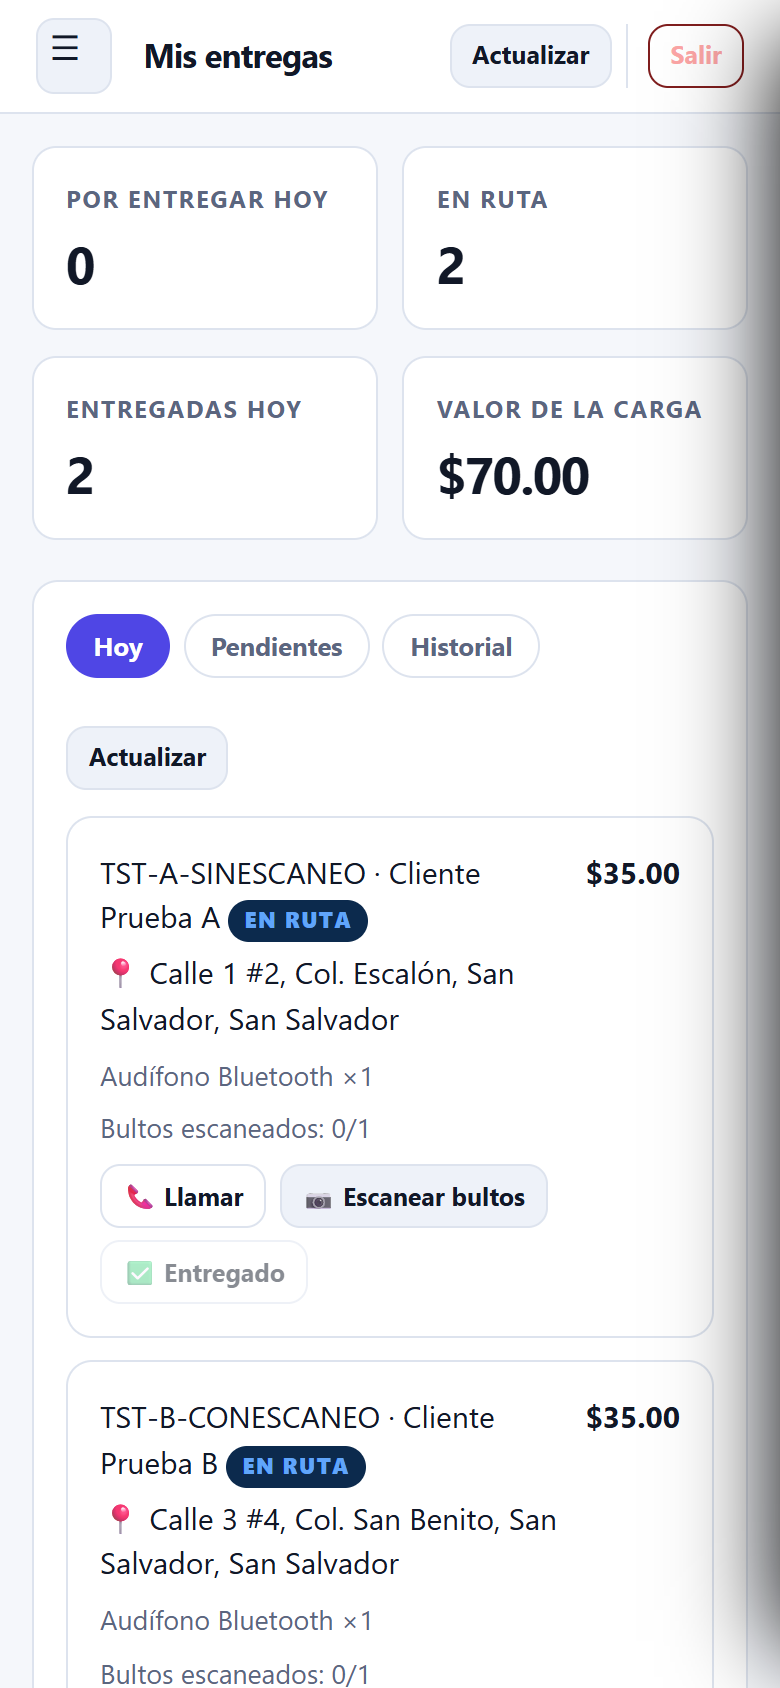 Mis entregas
Actualizar
Salir
POR ENTREGAR HOY
0
EN RUTA
2
ENTREGADAS HOY
2
VALOR DE LA CARGA
$70.00
Hoy
Pendientes
Historial
Actualizar
TST-A-SINESCANEO · Cliente
Prueba A EN RUTA
$35.00
Calle 1 #2, Col. Escalón, San
Salvador, San Salvador
Audífono Bluetooth ×1
Bultos escaneados: 0/1
Llamar
Escanear bultos
Entregado
TST-B-CONESCANEO · Cliente
Prueba B EN RUTA
$35.00
Calle 3 #4, Col. San Benito, San
Salvador, San Salvador
Audífono Bluetooth ×1
Bultos escaneados: 0/1